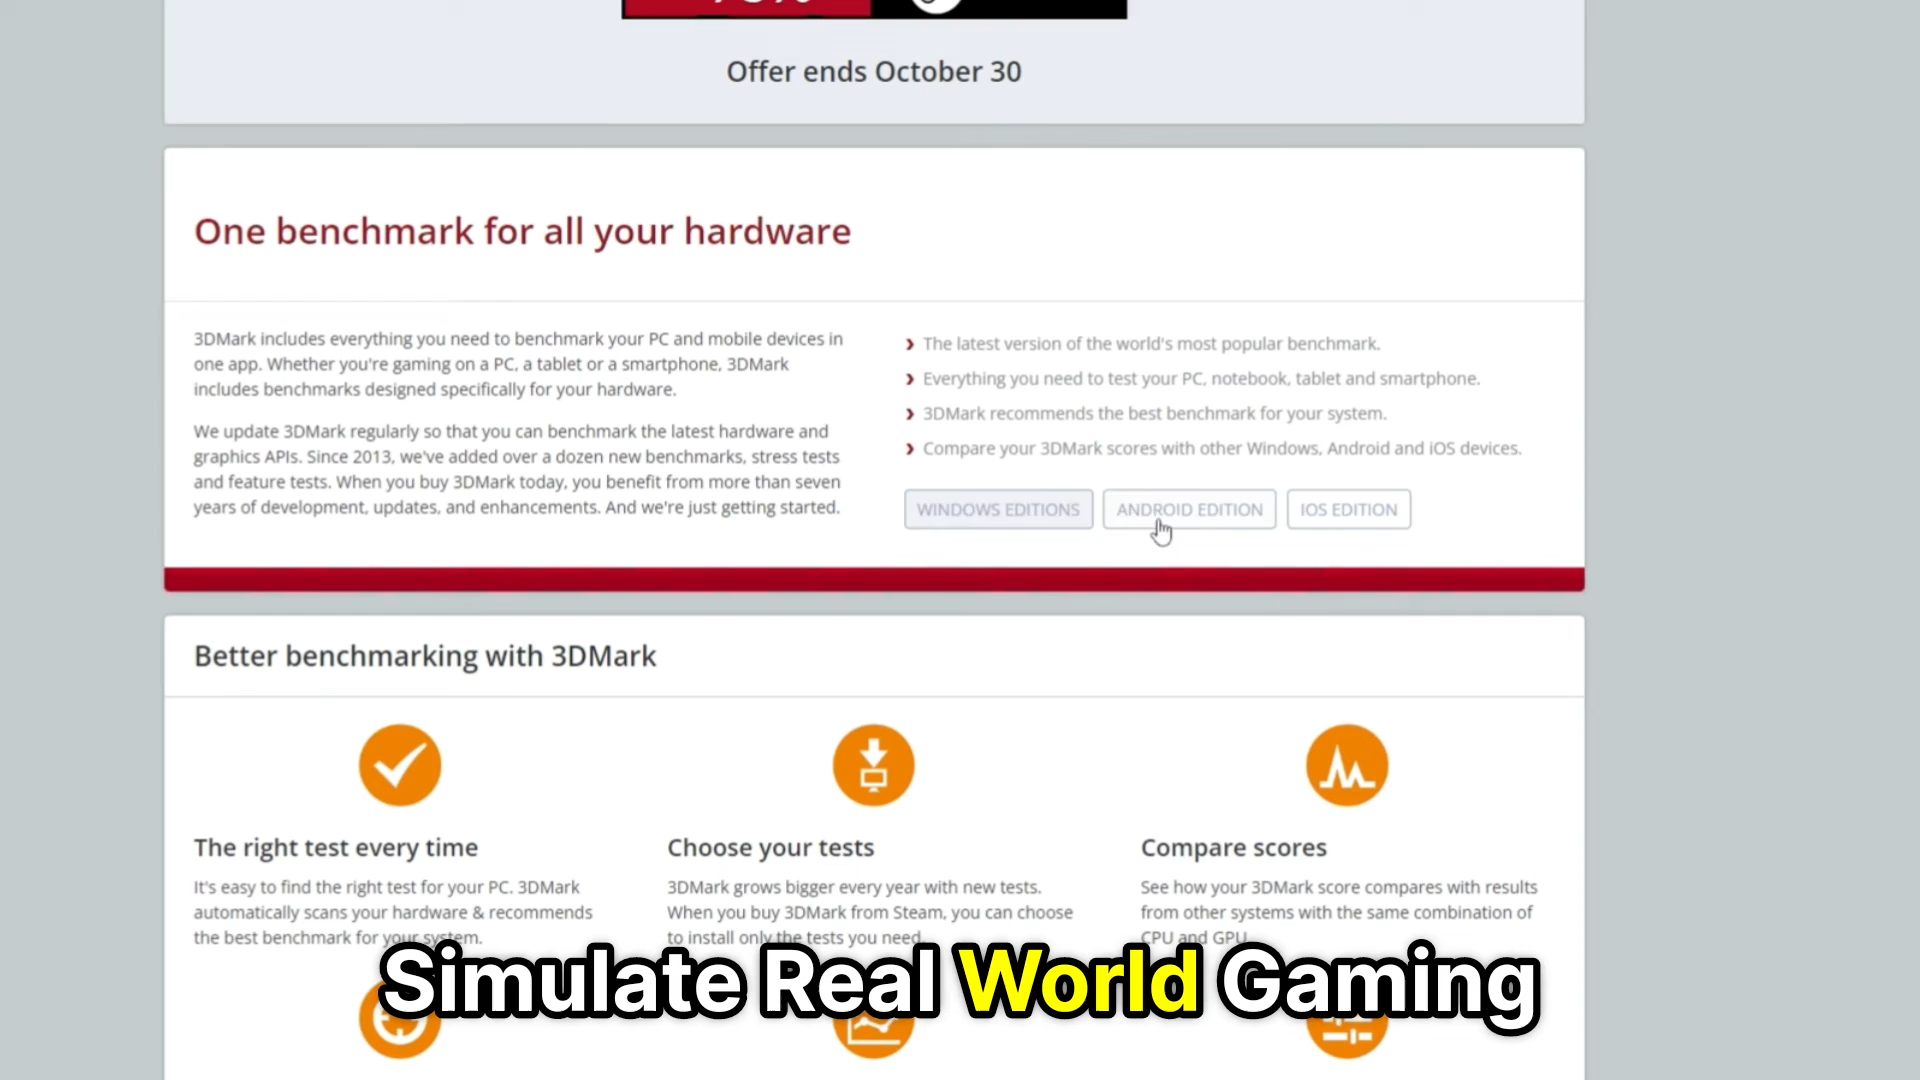 Offer ends October 30
One benchmark for all your hardware
3DMark includes everything you need to benchmark your PC and mobile devices in
one app. Whether you're gaming on a PC, a tablet or a smartphone, 3DMark
includes benchmarks designed specifically for your hardware.
We update 3DMark regularly so that you can benchmark the latest hardware and
graphics APIs. Since 2013, we've added over a dozen new benchmarks, stress tests
and feature tests. When you buy 3DMark today, you benefit from more than seven
years of development, updates, and enhancements. And we're just getting started.
The latest version of the world's most popular benchmark.
Everything you need to test your PC, notebook, tablet and smartphone.
3DMark recommends the best benchmark for your system.
Compare your 3DMark scores with other Windows, Android and iOS devices.
WINDOWS EDITIONS
ANDROID EDITION
IOS EDITION
Better benchmarking with 3DMark
The right test every time
It's easy to find the right test for your PC. 3DMark
automatically scans your hardware & recommends
the best benchmark for your system.
Choose your tests
3DMark grows bigger every year with new tests.
When you buy 3DMark from Steam, you can choose
to install only the tests you need.
Compare scores
See how your 3DMark score compares with results
from other systems with the same combination of
CPU and GPU.
Simulate Real World Gaming